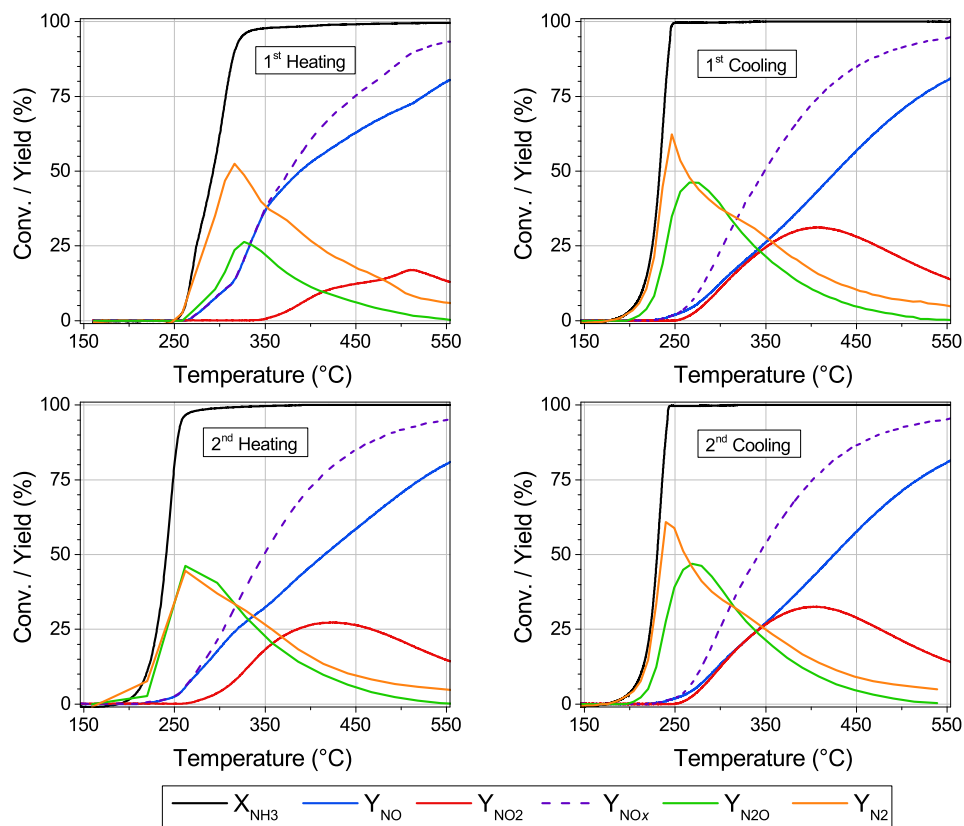 100
75
50
25
0
150 250 350 450 550
Conv. / Yield (%)
Temperature (°C)
1st Heating
100
75
50
25
0
150 250 350 450 550
Conv. / Yield (%)
Temperature (°C)
1st Cooling
100
75
50
25
0
150 250 350 450 550
Conv. / Yield (%)
Temperature (°C)
2nd Heating
100
75
50
25
0
150 250 350 450 550
Conv. / Yield (%)
Temperature (°C)
2nd Cooling
XNH3 YNO YNO2 YNOx YN2O YN2